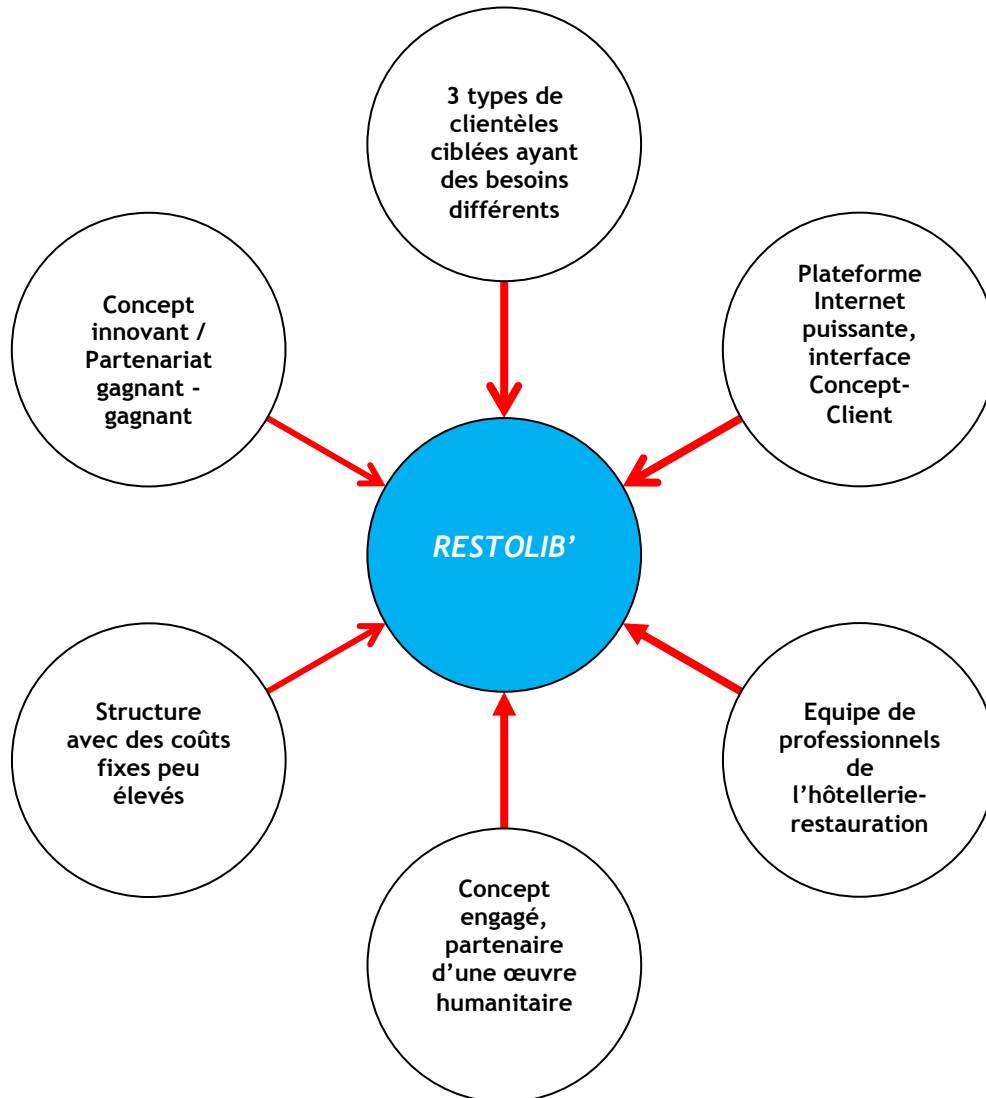 3 types de
clientèles
ciblées ayant
des besoins
différents
Concept
innovant /
Partenariat
gagnant -
gagnant
Plateforme
Internet
puissante,
interface
Concept-
Client
RESTOLIB’
Structure
avec des coûts
fixes peu
élevés
Equipe de
professionnels
de
l’hôtellerie-
restauration
Concept
engagé,
partenaire
d’une œuvre
humanitaire